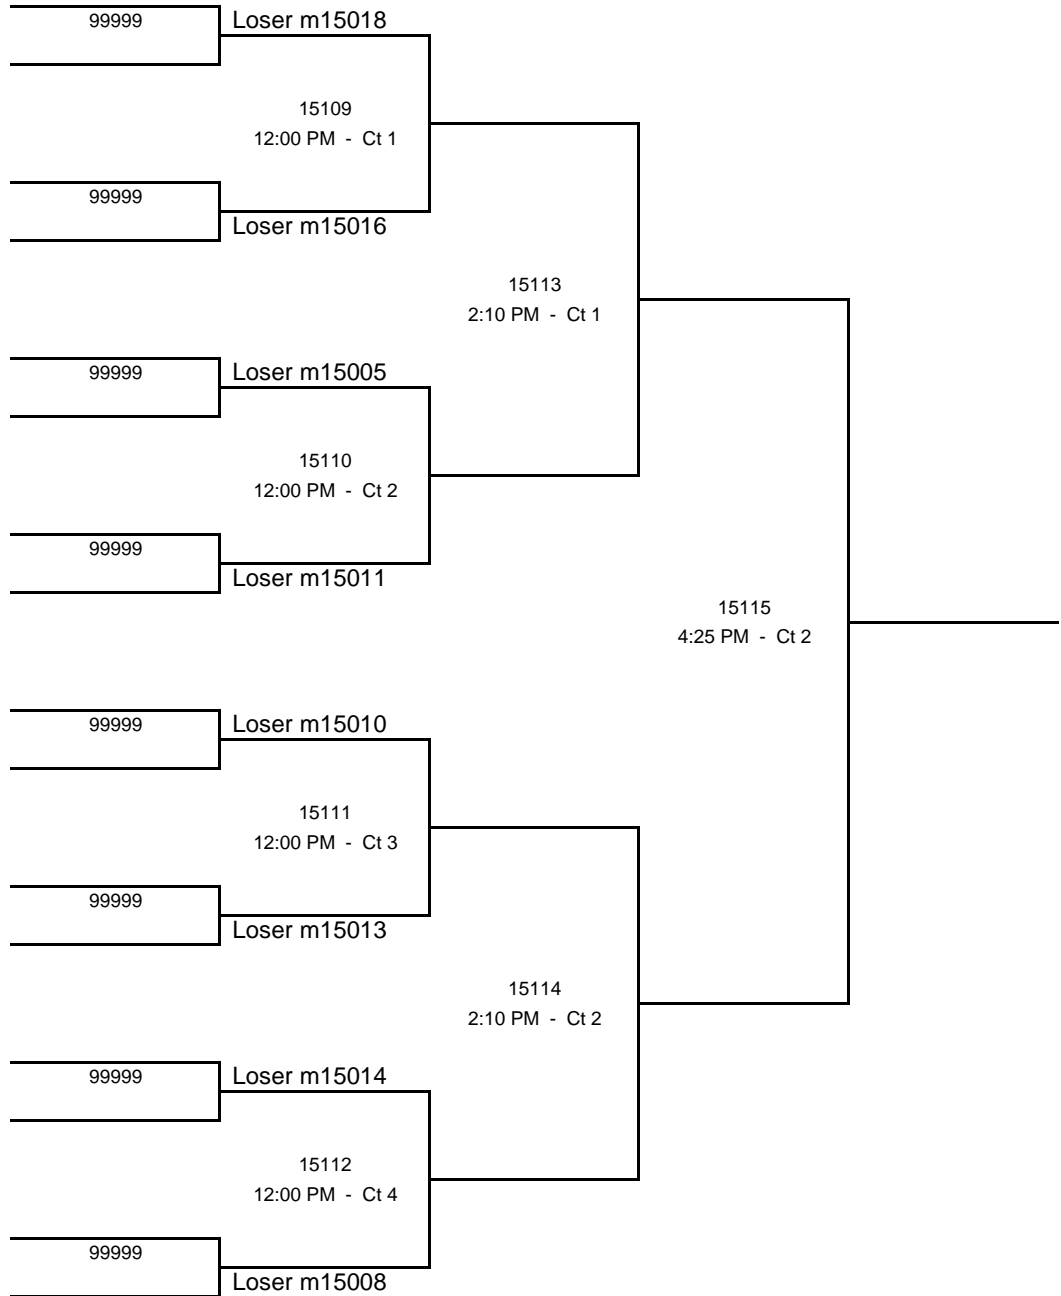 99999
Loser m15018
15109
12:00 PM - Ct 1
99999
Loser m15016
15113
2:10 PM - Ct 1
99999
Loser m15005
15110
12:00 PM - Ct 2
99999
Loser m15011
15115
4:25 PM - Ct 2
99999
Loser m15010
15111
12:00 PM - Ct 3
99999
Loser m15013
15114
2:10 PM - Ct 2
99999
Loser m15014
15112
12:00 PM - Ct 4
99999
Loser m15008